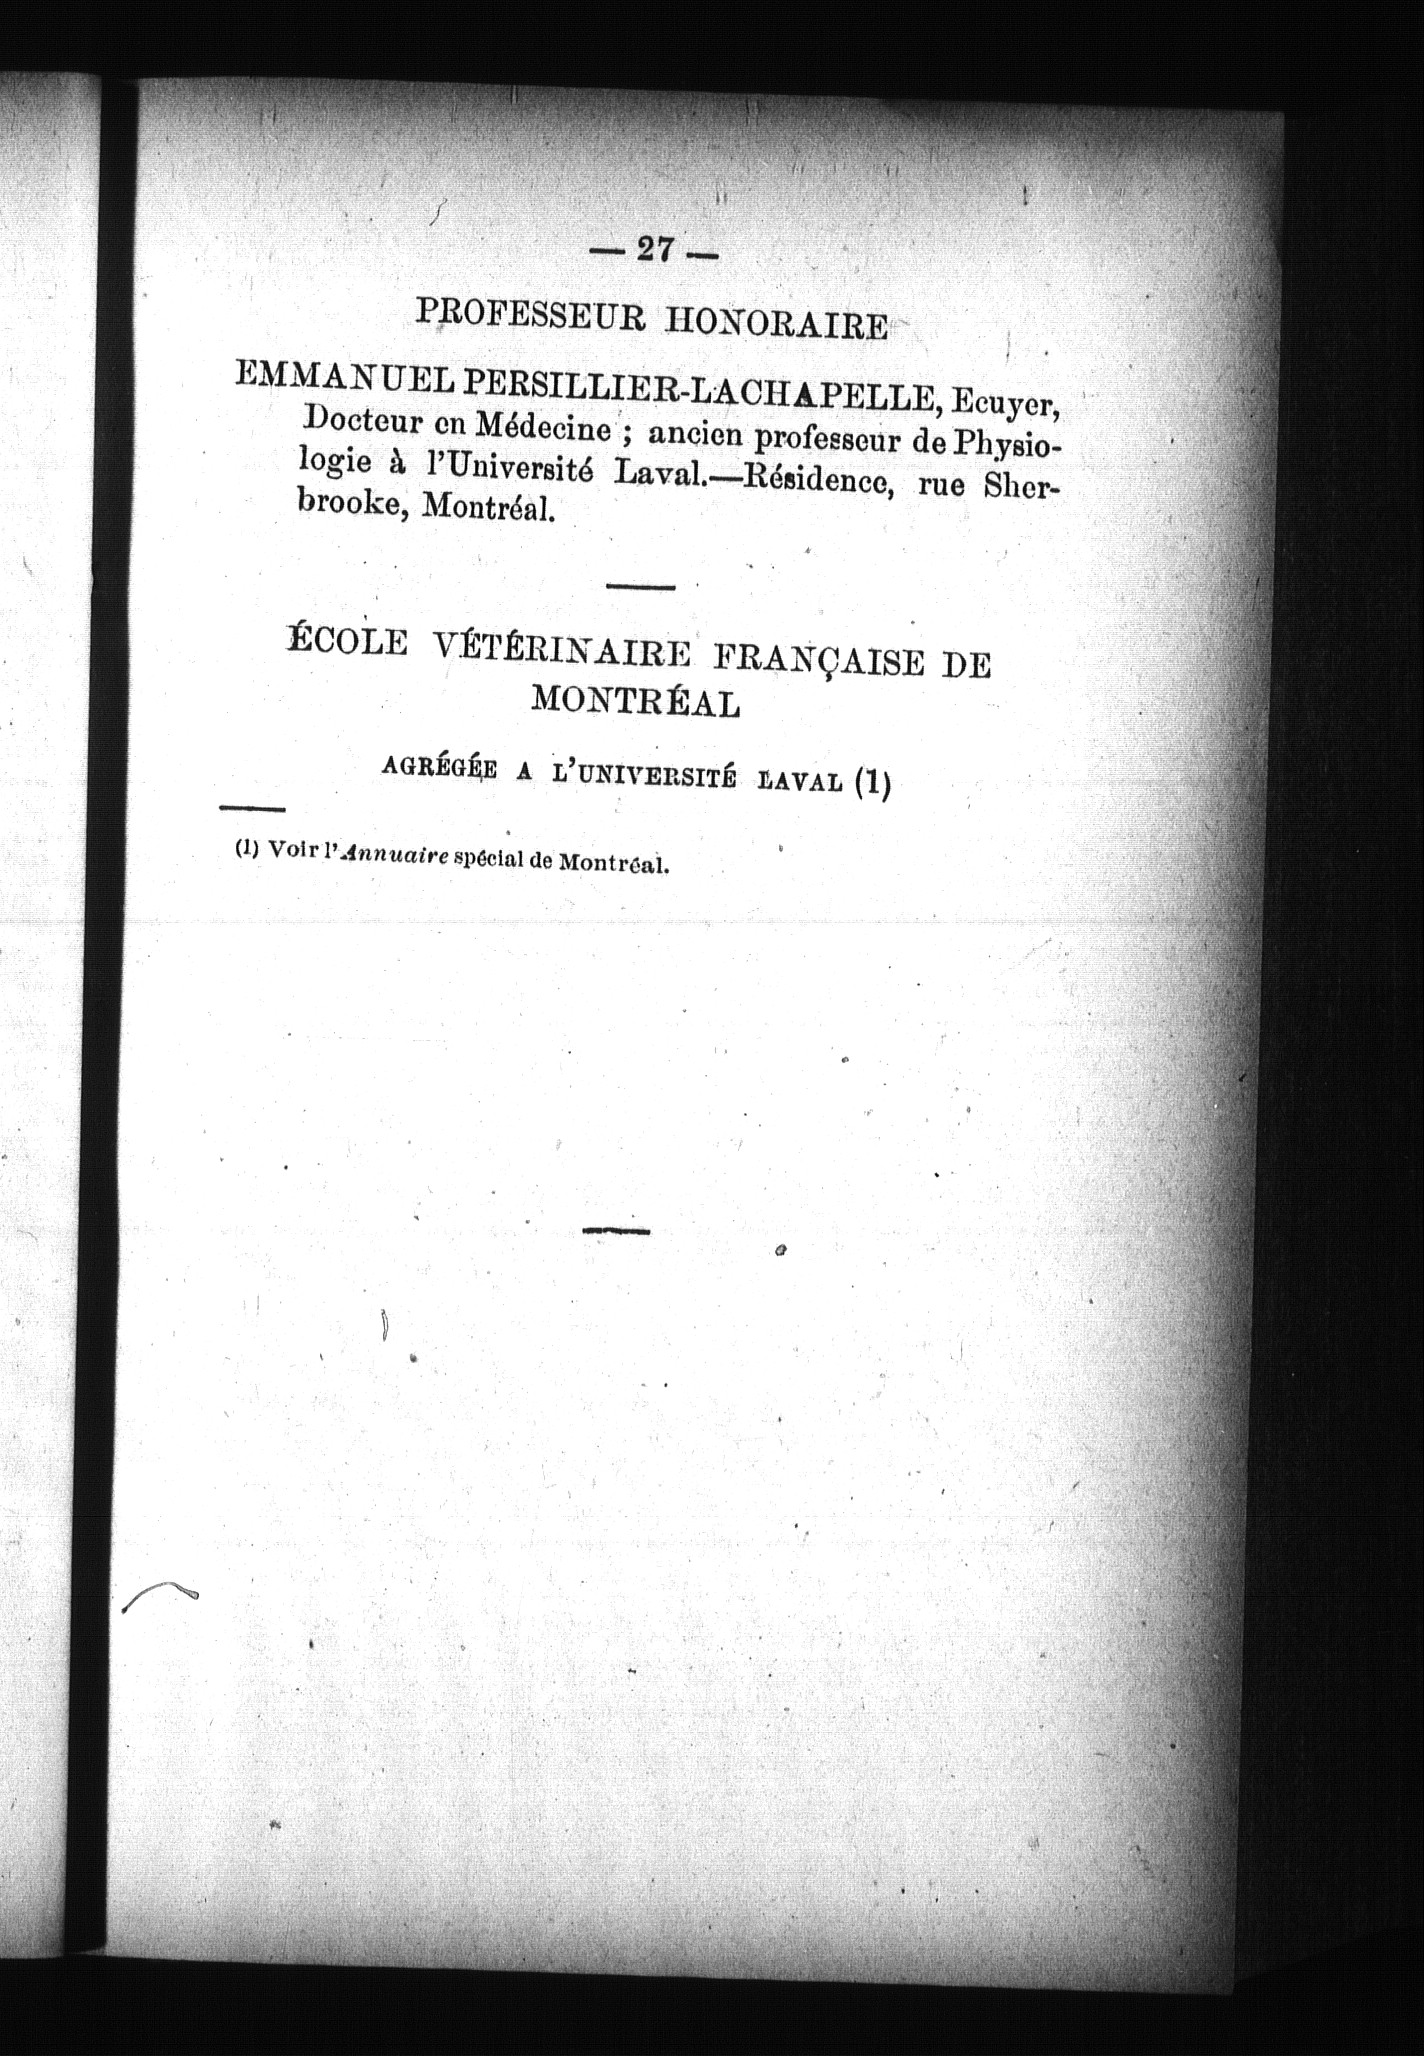 — 27 —
PROFESSEUR HONORAIRE
EMMANUEL PERSILLIER-LACHAPELLE, Ecuyer,
Docteur en Médecine ; ancien professeur de Physio-
logie à l'Université Laval.—Résidence, rue Sher-
brooke, Montréal.
ÉCOLE VÉTÉRINAIRE FRANÇAISE DE
MONTRÉAL
AGRÉGÉE A L'UNIVERSITÉ LAVAL (1)
(1) Voir l'Annuaire spécial de Montréal.